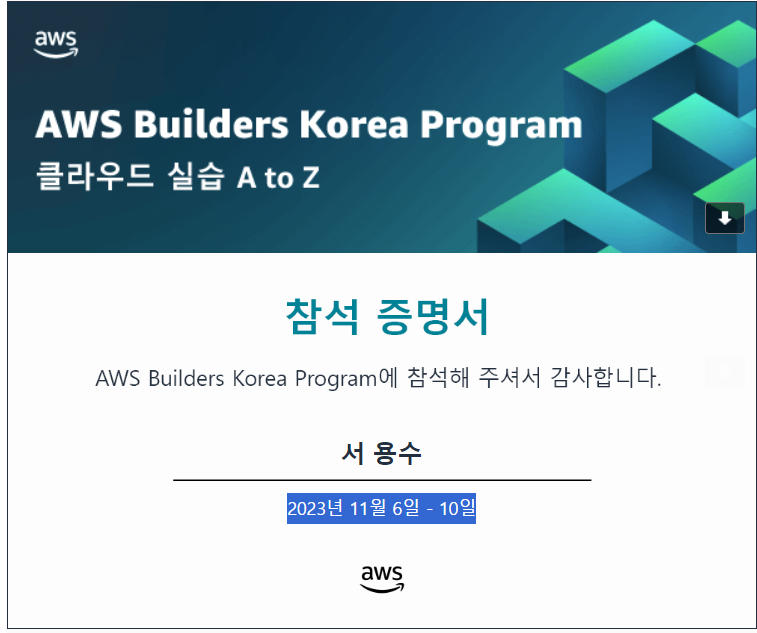 aws
AWS Builders Korea Program
클라우드 실습 A to Z
참석 증명서
AWS Builders Korea Program에 참석해 주셔서 감사합니다.
서 용수
2023년 11월 6일 - 10일
aws